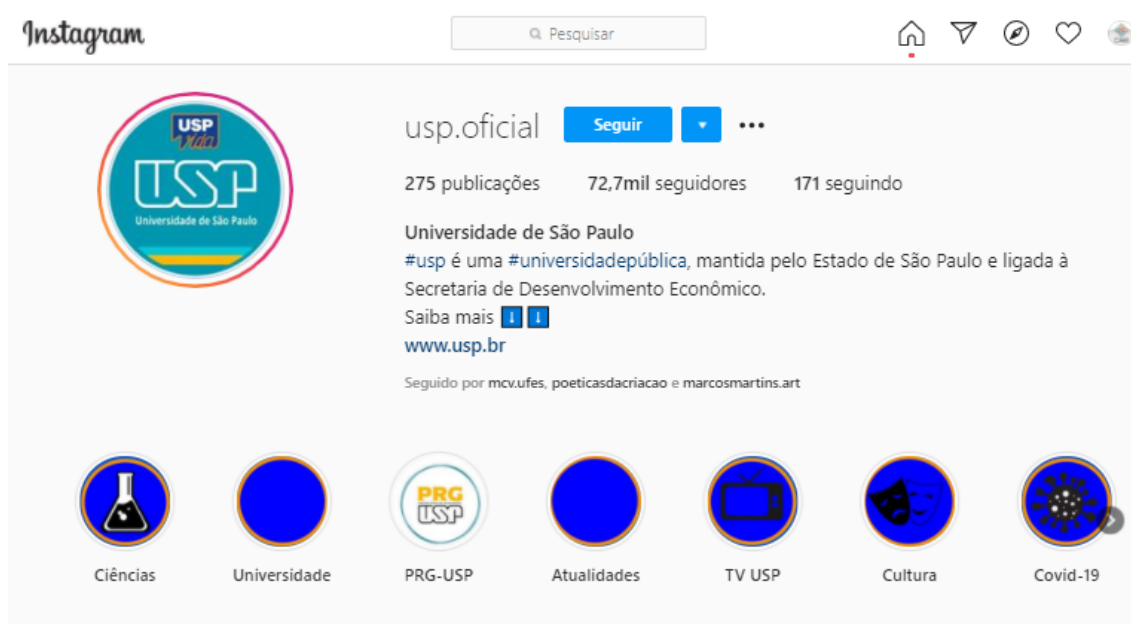 Instagram
Pesquisar
USP
Vida
USP
Universidade de São Paulo
usp.oficial
Seguir
275 publicações 72,7mil seguidores 171 seguindo
Universidade de São Paulo
#usp é uma #universidadepública, mantida pelo Estado de São Paulo e ligada à
Secretaria de Desenvolvimento Econômico.
Saiba mais ⬇️⬇️
www.usp.br
Seguido por mcv.ufes, poeticasdacriacao e marcosmartins.art
PRG
USP
Ciências Universidade PRG-USP Atualidades TV USP Cultura Covid-19